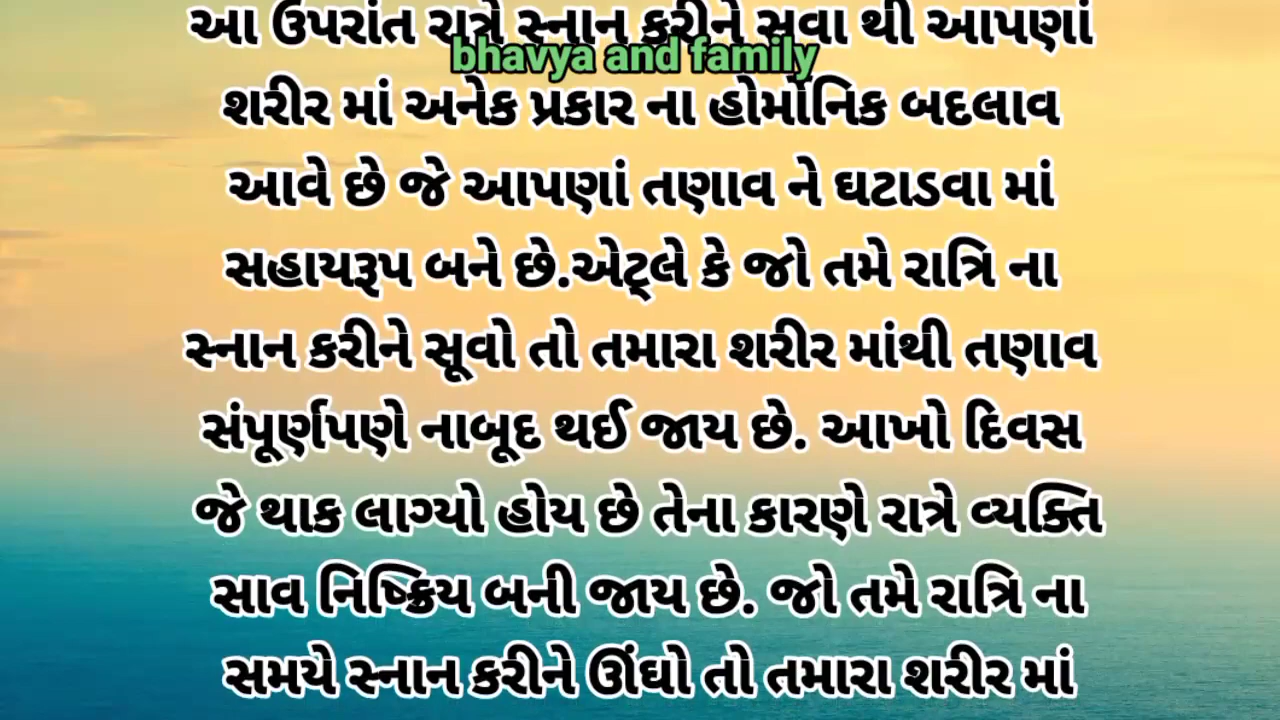 આ ઉપરાંત રાત્રે સ્નાન કરીને સુવા થી આપણાં
bhavya and family
શરીર માં અનેક પ્રકાર ના હોર્મોનિક બદલાવ
આવે છે જે આપણાં તણાવ ને ઘટાડવા માં
સહાયરૂપ બને છે.એટ્લે કે જો તમે રાત્રિ ના
સ્નાન કરીને સૂવો તો તમારા શરીર માંથી તણાવ
સંપૂર્ણપણે નાબૂદ થઈ જાય છે. આખો દિવસ
જે થાક લાગ્યો હોય છે તેના કારણે રાત્રે વ્યક્તિ
સાવ નિષ્ક્રિય બની જાય છે. જો તમે રાત્રિ ના
સમયે સ્નાન કરીને ઊંઘો તો તમારા શરીર માં